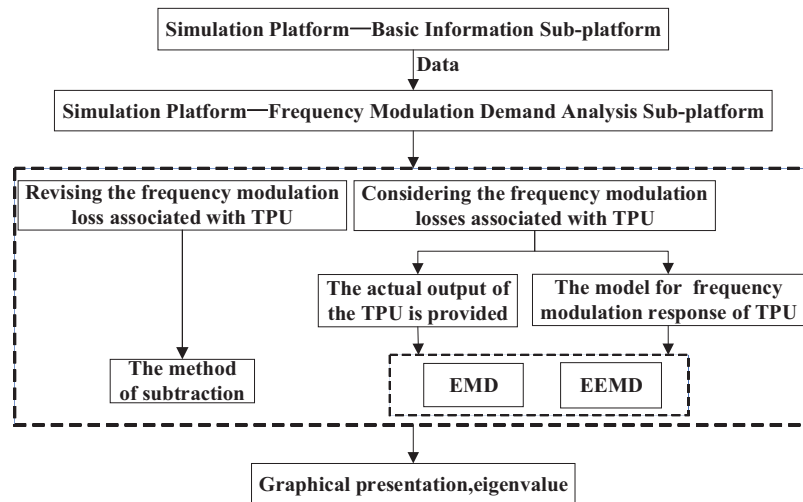 Simulation Platform—Basic Information Sub-platform
Data
Simulation Platform—Frequency Modulation Demand Analysis Sub-platform
Revising the frequency modulation
loss associated with TPU
Considering the frequency modulation
losses associated with TPU
The actual output of
the TPU is provided
The model for frequency
modulation response of TPU
The method
of subtraction
EMD
EEMD
Graphical presentation,eigenvalue